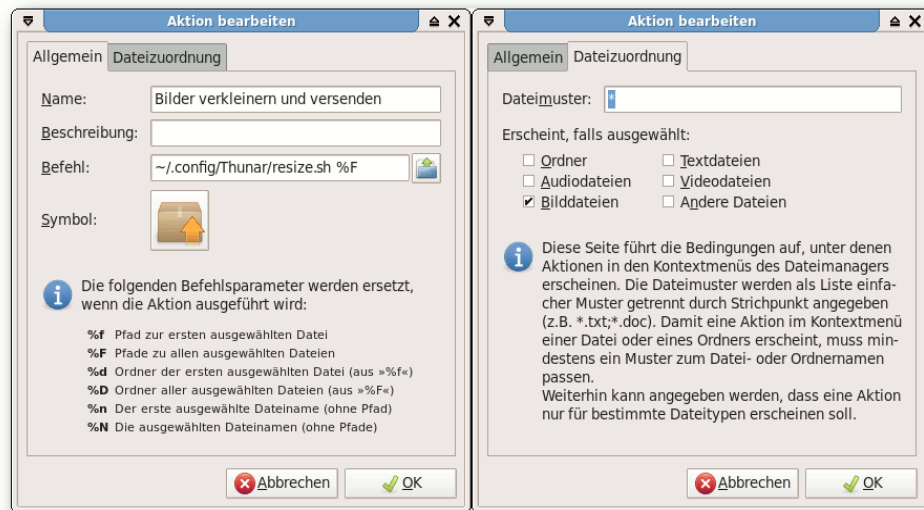 Aktion bearbeiten
Allgemein Dateizuordnung
Name: Bilder verkleinern und versenden
Beschreibung:
Befehl: ~/.config/Thunar/resize.sh %F
Symbol:
Die folgenden Befehlsparameter werden ersetzt,
wenn die Aktion ausgeführt wird:
%f Pfad zur ersten ausgewählten Datei
%F Pfade zu allen ausgewählten Dateien
%d Ordner der ersten ausgewählten Datei (aus »%f«)
%D Ordner aller ausgewählten Dateien (aus »%F«)
%n Der erste ausgewählte Dateiname (ohne Pfad)
%N Die ausgewählten Dateinamen (ohne Pfade)
Abbrechen OK
Aktion bearbeiten
Allgemein Dateizuordnung
Dateimuster: *
Erscheint, falls ausgewählt:
Ordner Textdateien
Audiodateien Videodateien
Bilddateien Andere Dateien
Diese Seite führt die Bedingungen auf, unter denen
Aktionen in den Kontextmenüs des Dateimanagers
erscheinen. Die Dateimuster werden als Liste einfa-
cher Muster getrennt durch Strichpunkt angegeben
(z.B. *.txt;*.doc). Damit eine Aktion im Kontextmenü
einer Datei oder eines Ordners erscheint, muss min-
destens ein Muster zum Datei- oder Ordnernamen
passen.
Weiterhin kann angegeben werden, dass eine Aktion
nur für bestimmte Dateitypen erscheinen soll.
Abbrechen OK